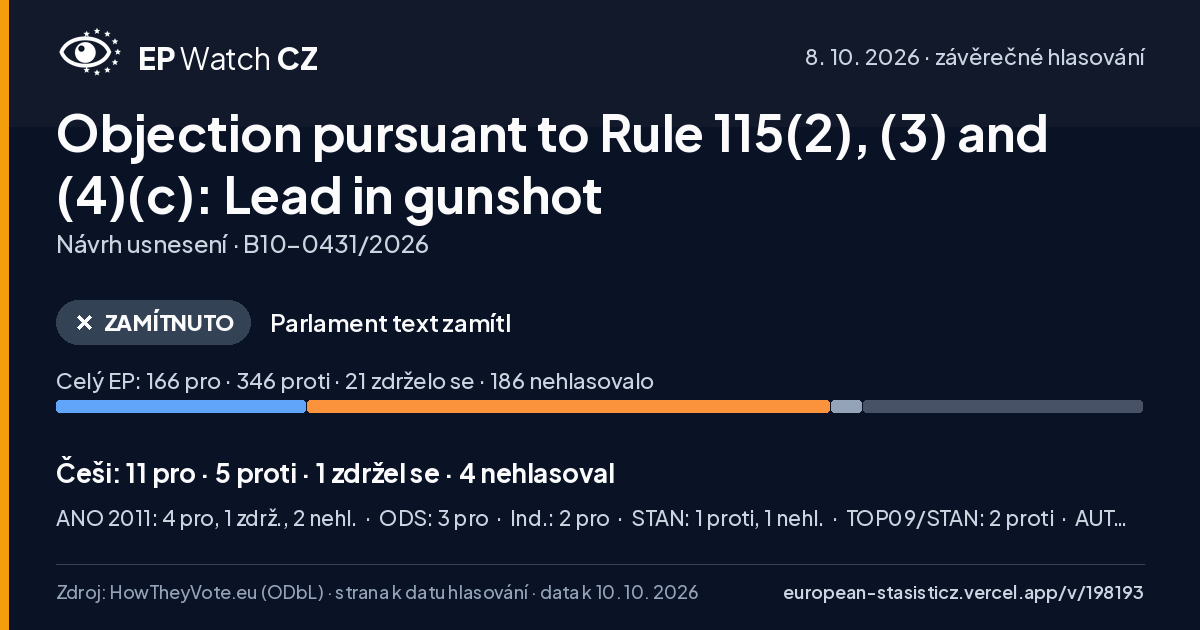 EP Watch CZ
8. 10. 2026 · závěrečné hlasování
Objection pursuant to Rule 115(2), (3) and
(4)(c): Lead in gunshot
Návrh usnesení · B10-0431/2026
× ZAMÍTNUTO
Parlament text zamítl
Celý EP: 166 pro · 346 proti · 21 zdrželo se · 186 nehlasovalo
Češi: 11 pro · 5 proti · 1 zdržel se · 4 nehlasoval
ANO 2011: 4 pro, 1 zdrž., 2 nehl. · ODS: 3 pro · Ind.: 2 pro · STAN: 1 proti, 1 nehl. · TOP09/STAN: 2 proti · AUT…
Zdroj: HowTheyVote.eu (ODbL) · strana k datu hlasování · data k 10. 10. 2026
european-stasisticz.vercel.app/v/198193